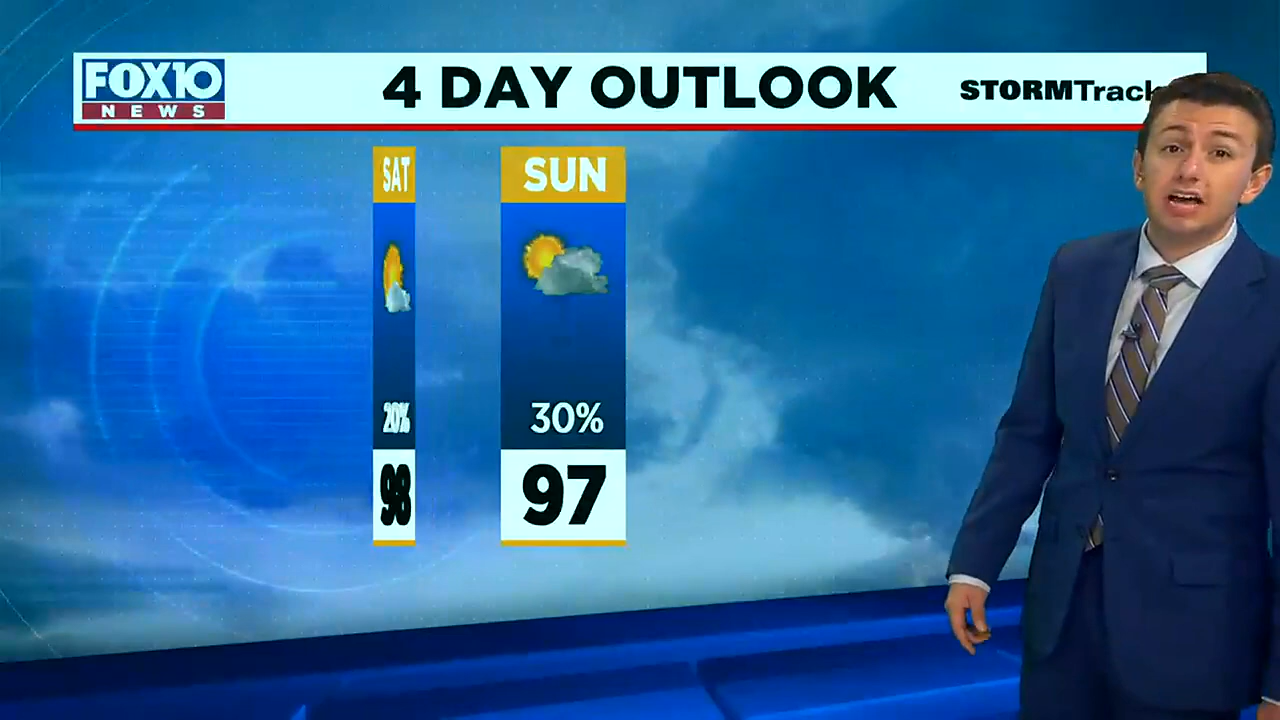 FOX10
NEWS
4 DAY OUTLOOK
STORMTrack
SAT
SUN
20%
30%
98
97